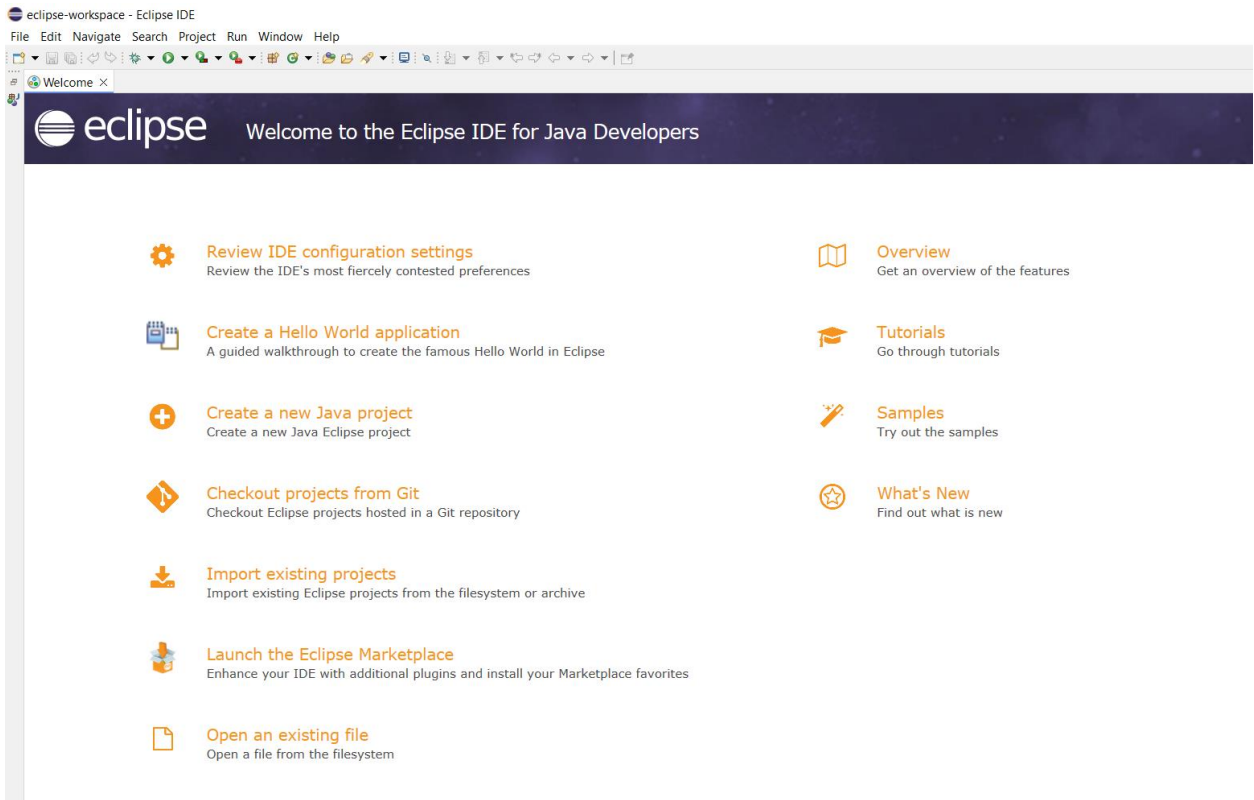 eclipse-workspace - Eclipse IDE
File Edit Navigate Search Project Run Window Help
Welcome
eclipse Welcome to the Eclipse IDE for Java Developers
Review IDE configuration settings
Review the IDE's most fiercely contested preferences
Create a Hello World application
A guided walkthrough to create the famous Hello World in Eclipse
Create a new Java project
Create a new Java Eclipse project
Checkout projects from Git
Checkout Eclipse projects hosted in a Git repository
Import existing projects
Import existing Eclipse projects from the filesystem or archive
Launch the Eclipse Marketplace
Enhance your IDE with additional plugins and install your Marketplace favorites
Open an existing file
Open a file from the filesystem
Overview
Get an overview of the features
Tutorials
Go through tutorials
Samples
Try out the samples
What's New
Find out what is new